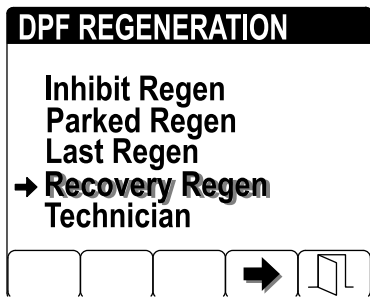 DPF REGENERATION
Inhibit Regen
Parked Regen
Last Regen
Recovery Regen
Technician